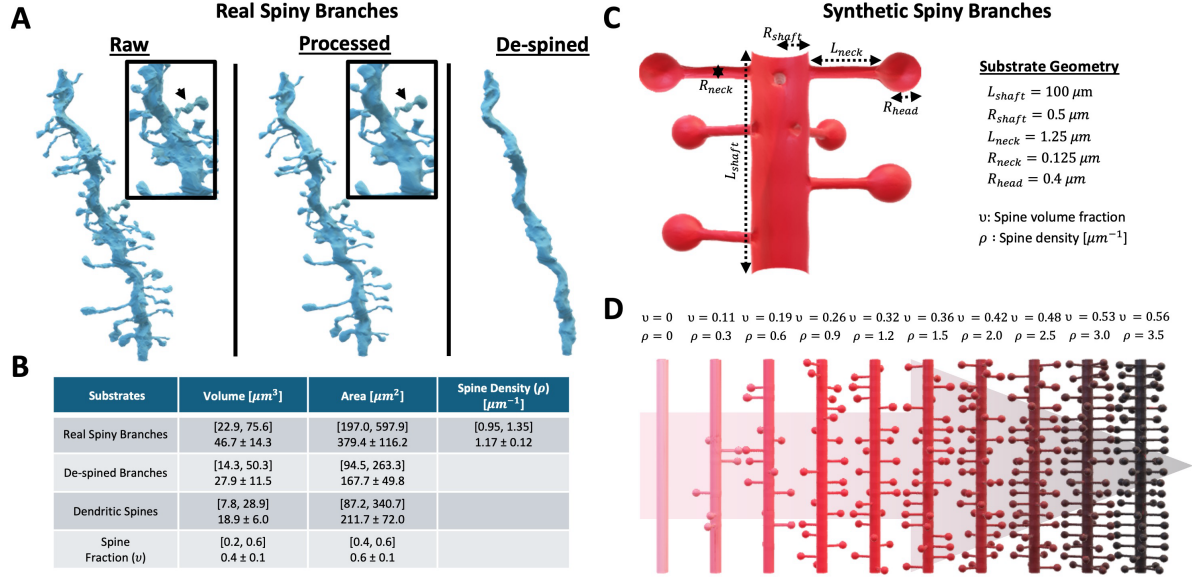 A
Real Spiny Branches
Raw
Processed
De-spined
B
Substrates
Volume [μm³]
Area [μm²]
Spine Density (ρ)
[μm⁻¹]
Real Spiny Branches
[22.9, 75.6]
46.7 ± 14.3
[197.0, 597.9]
379.4 ± 116.2
[0.95, 1.35]
1.17 ± 0.12
De-spined Branches
[14.3, 50.3]
27.9 ± 11.5
[94.5, 263.3]
167.7 ± 49.8
Dendritic Spines
[7.8, 28.9]
18.9 ± 6.0
[87.2, 340.7]
211.7 ± 72.0
Spine
Fraction (υ)
[0.2, 0.6]
0.4 ± 0.1
[0.4, 0.6]
0.6 ± 0.1
C
Synthetic Spiny Branches
R_shaft
L_neck
R_neck
R_head
L_shaft
Substrate Geometry
L_shaft = 100 μm
R_shaft = 0.5 μm
L_neck = 1.25 μm
R_neck = 0.125 μm
R_head = 0.4 μm
υ: Spine volume fraction
ρ : Spine density [μm⁻¹]
D
υ = 0 υ = 0.11 υ = 0.19 υ = 0.26 υ = 0.32 υ = 0.36 υ = 0.42 υ = 0.48 υ = 0.53 υ = 0.56
ρ = 0 ρ = 0.3 ρ = 0.6 ρ = 0.9 ρ = 1.2 ρ = 1.5 ρ = 2.0 ρ = 2.5 ρ = 3.0 ρ = 3.5